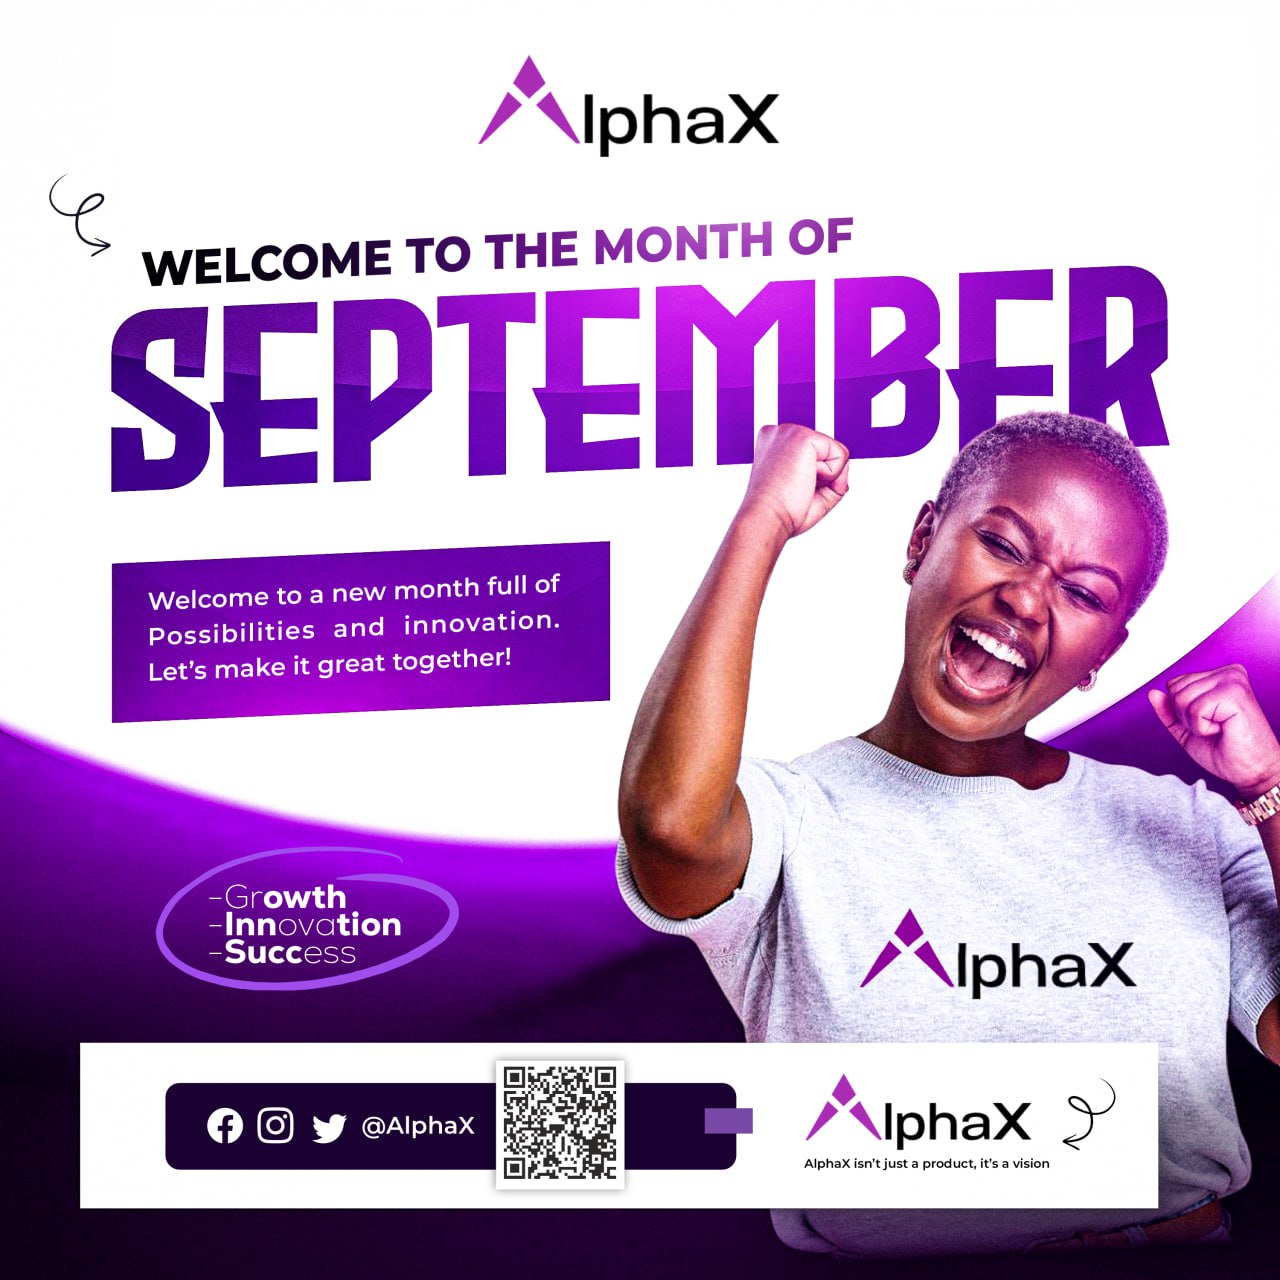 AlphaX
WELCOME TO THE MONTH OF
SEPTEMBER
Welcome to a new month full of
Possibilities and innovation.
Let's make it great together!
-Growth
-Innovation
-Success
AlphaX
@AlphaX
AlphaX
AlphaX isn't just a product, it's a vision